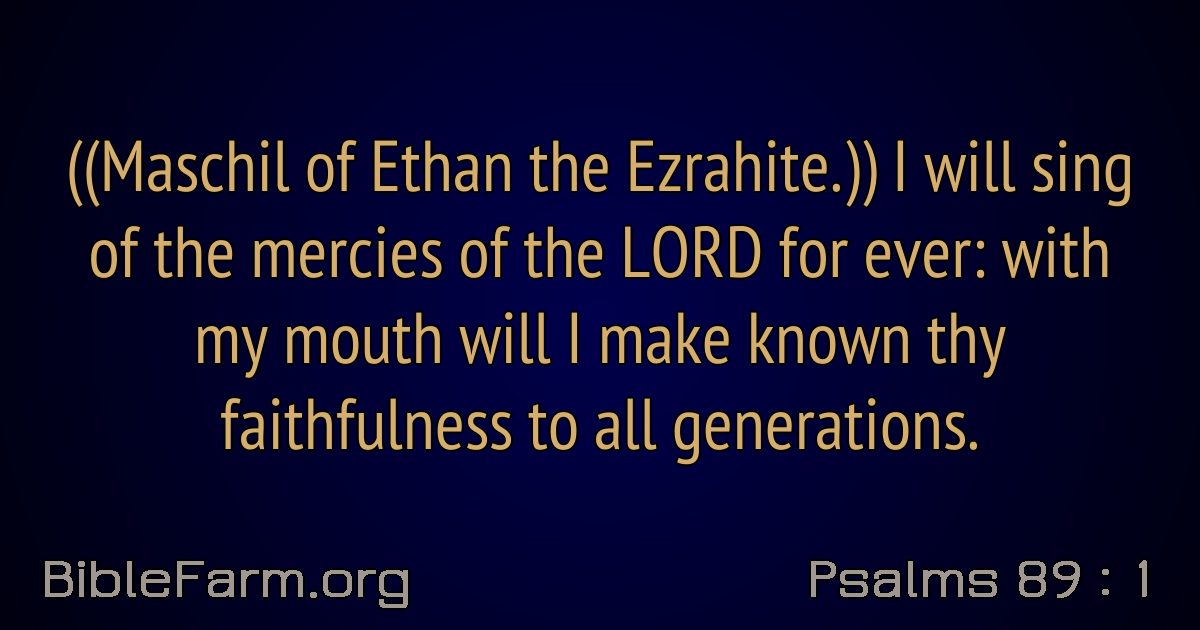 ((Maschil of Ethan the Ezrahite.)) I will sing
of the mercies of the LORD for ever: with
my mouth will I make known thy
faithfulness to all generations.
BibleFarm.org
Psalms 89 : 1